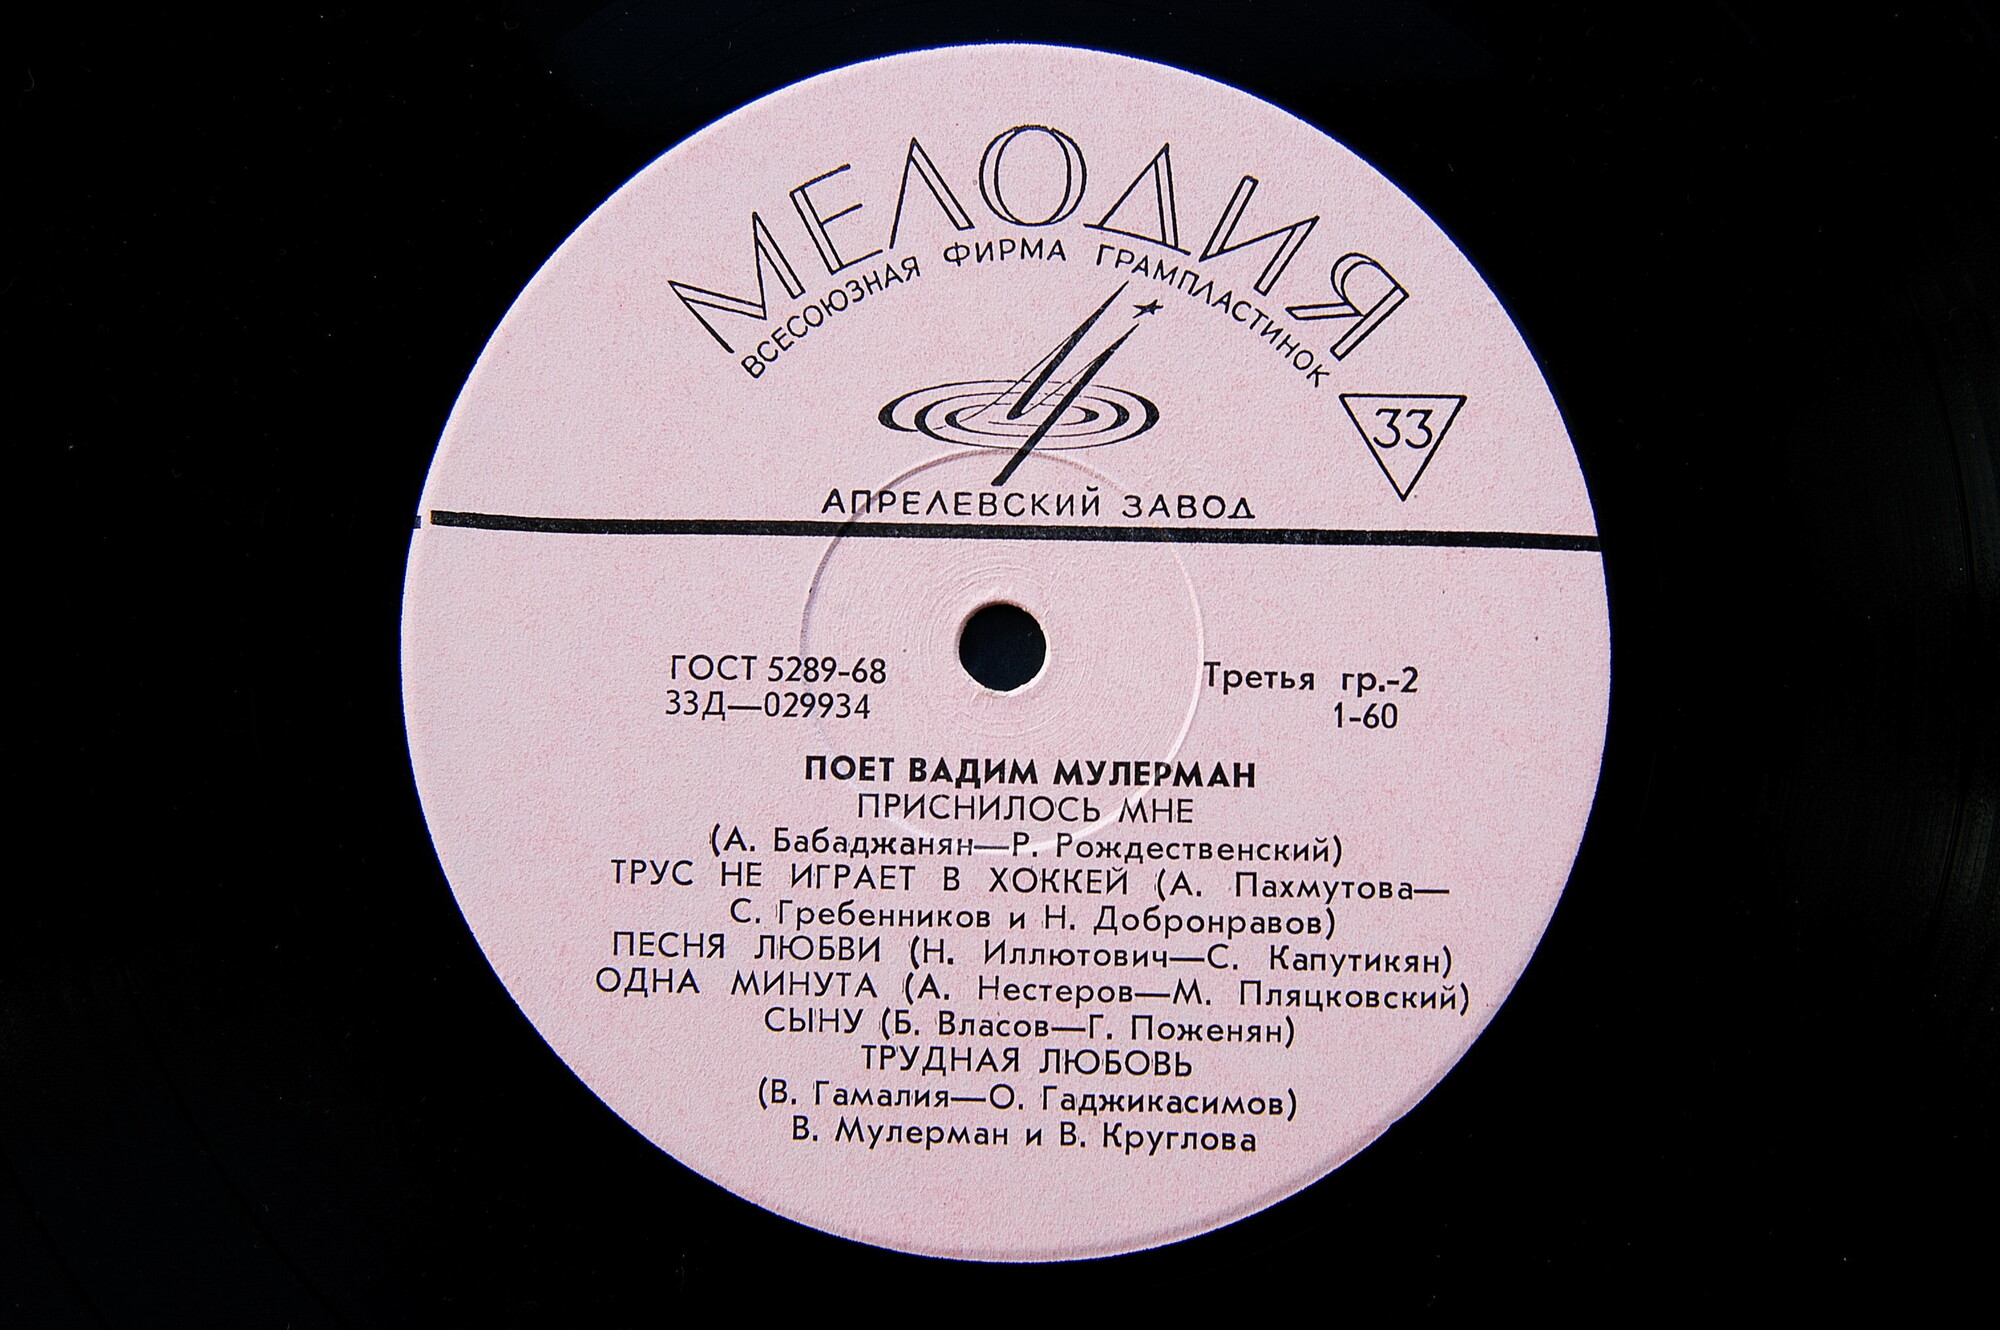 МЕЛОДИЯ
ВСЕСОЮЗНАЯ ФИРМА ГРАМПЛАСТИНОК
33
АПРЕЛЕВСКИЙ ЗАВОД
ГОСТ 5289-68
33Д—029934
Третья гр.-2
1-60
ПОЕТ ВАДИМ МУЛЕРМАН
ПРИСНИЛОСЬ МНЕ
(А. Бабаджанян—Р. Рождественский)
ТРУС НЕ ИГРАЕТ В ХОККЕЙ (А. Пахмутова—
С. Гребенников и Н. Добронравов)
ПЕСНЯ ЛЮБВИ (Н. Иллютович—С. Капутикян)
ОДНА МИНУТА (А. Нестеров—М. Пляцковский)
СЫНУ (Б. Власов—Г. Поженян)
ТРУДНАЯ ЛЮБОВЬ
(В. Гамалия—О. Гаджикасимов)
В. Мулерман и В. Круглова